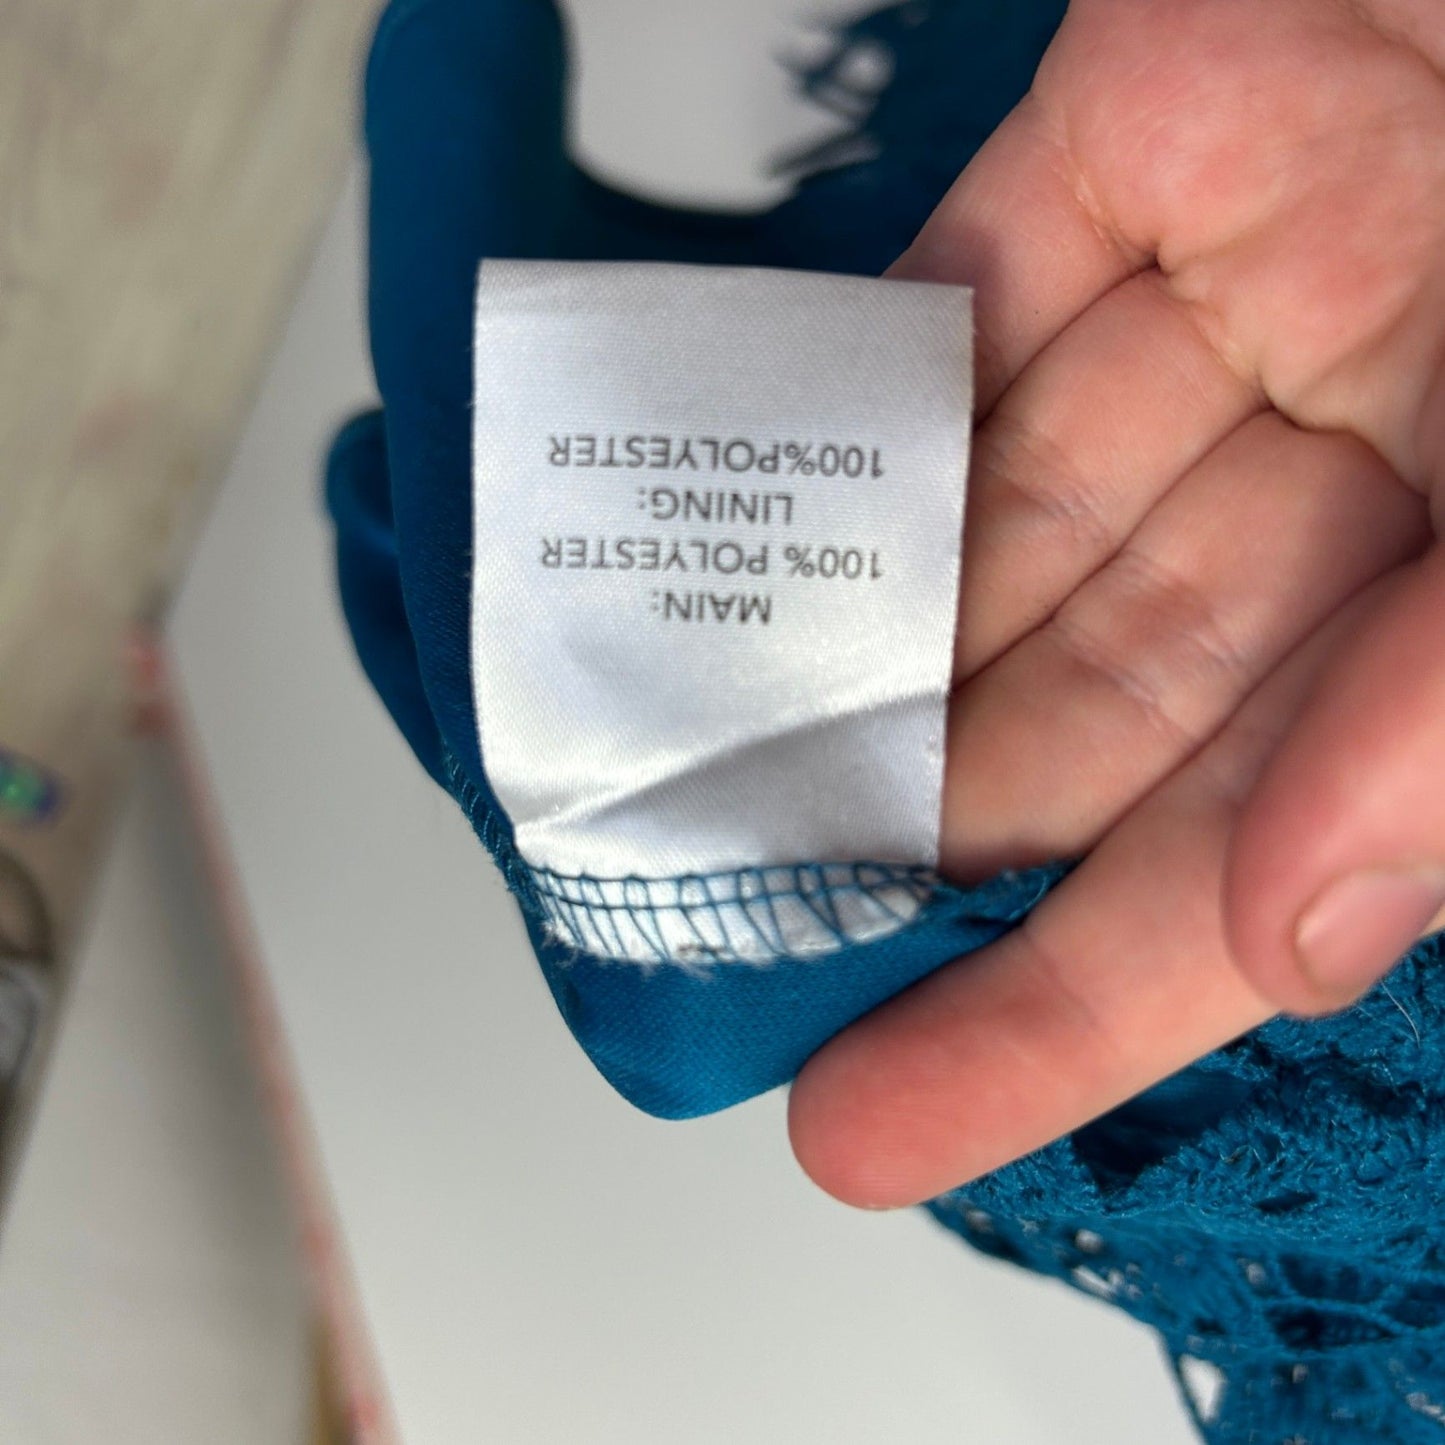 MAIN:
100% POLYESTER
LINING:
100%POLYESTER